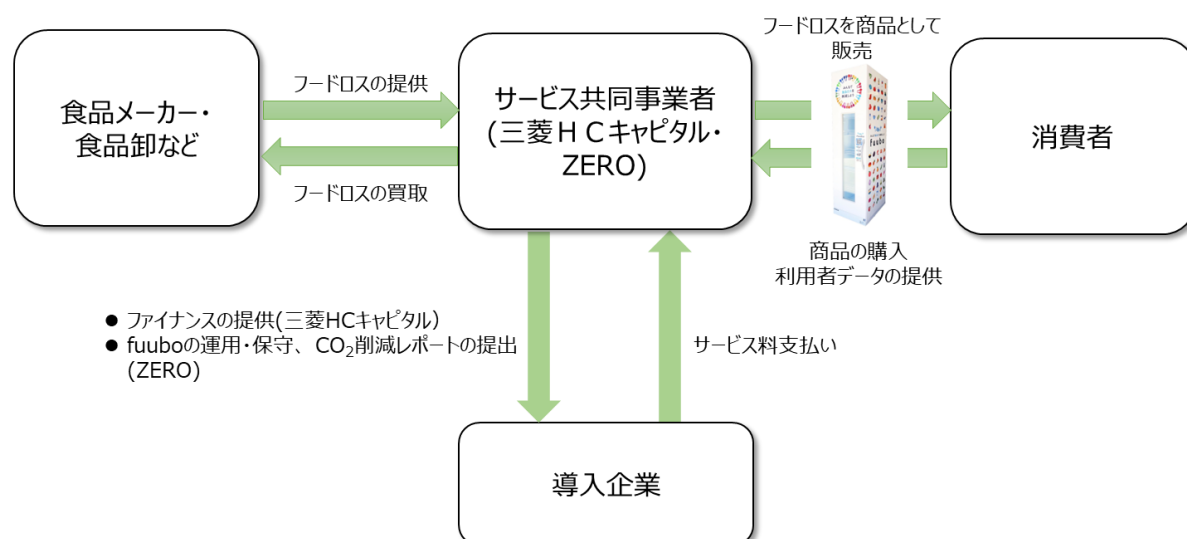 フードロスを商品として
販売
フードロスの提供
食品メーカー・
食品卸など
サービス共同事業者
(三菱ＨＣキャピタル・
ZERO)
消費者
フードロスの買取
fuubo
商品の購入
利用者データの提供
● ファイナンスの提供(三菱HCキャピタル)
● fuuboの運用・保守、CO₂削減レポートの提出
(ZERO)
サービス料支払い
導入企業